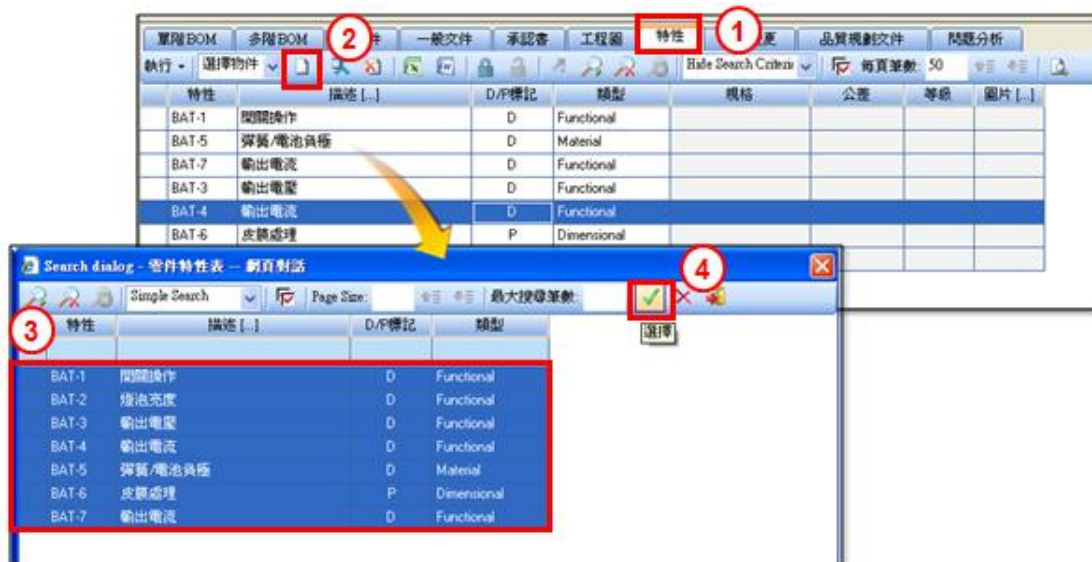 1
單階BOM 多階BOM 件 一般文件 承認書 工程圖 特性 更 品質規劃文件 問題分析
2
執行 選擇物件 Hide Search Criteria 每頁筆數: 50
特性 描述 [...] D/P標記 類型 規格 公差 等級 圖片 [...]
BAT-1 開關操作 D Functional
BAT-5 彈簧/電池負極 D Material
BAT-7 輸出電流 D Functional
BAT-3 輸出電壓 D Functional
BAT-4 輸出電流 D Functional
BAT-6 皮膜處理 P Dimensional
Search dialog - 零件特性表 -- 網頁對話
4
Simple Search Page Size: 最大搜尋筆數:
選擇
3
特性 描述 [...] D/P標記 類型
BAT-1 開關操作 D Functional
BAT-2 燈泡亮度 D Functional
BAT-3 輸出電壓 D Functional
BAT-4 輸出電流 D Functional
BAT-5 彈簧/電池負極 D Material
BAT-6 皮膜處理 P Dimensional
BAT-7 輸出電流 D Functional